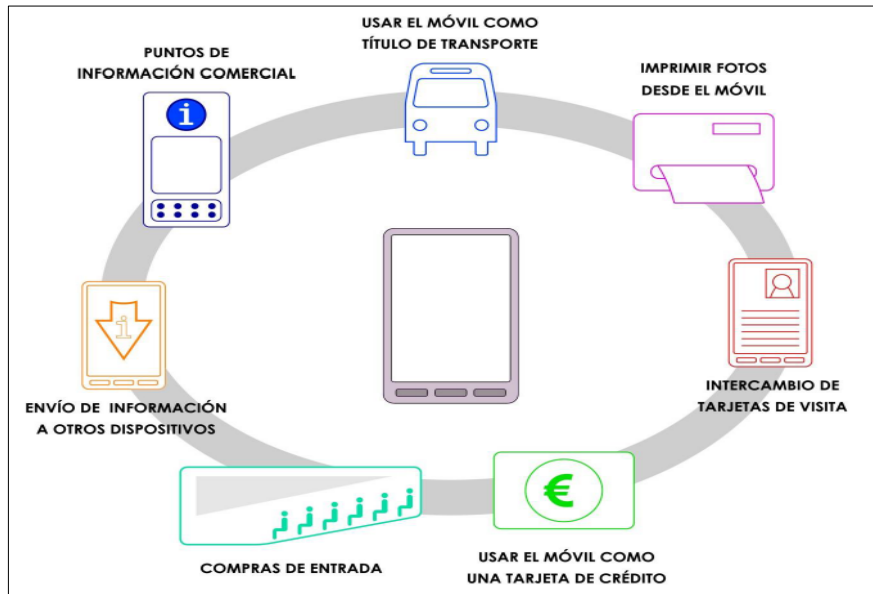 USAR EL MÓVIL COMO
TÍTULO DE TRANSPORTE
PUNTOS DE
INFORMACIÓN COMERCIAL
i
IMPRIMIR FOTOS
DESDE EL MÓVIL
i
ENVÍO DE INFORMACIÓN
A OTROS DISPOSITIVOS
INTERCAMBIO DE
TARJETAS DE VISITA
€
COMPRAS DE ENTRADA
USAR EL MÓVIL COMO
UNA TARJETA DE CRÉDITO